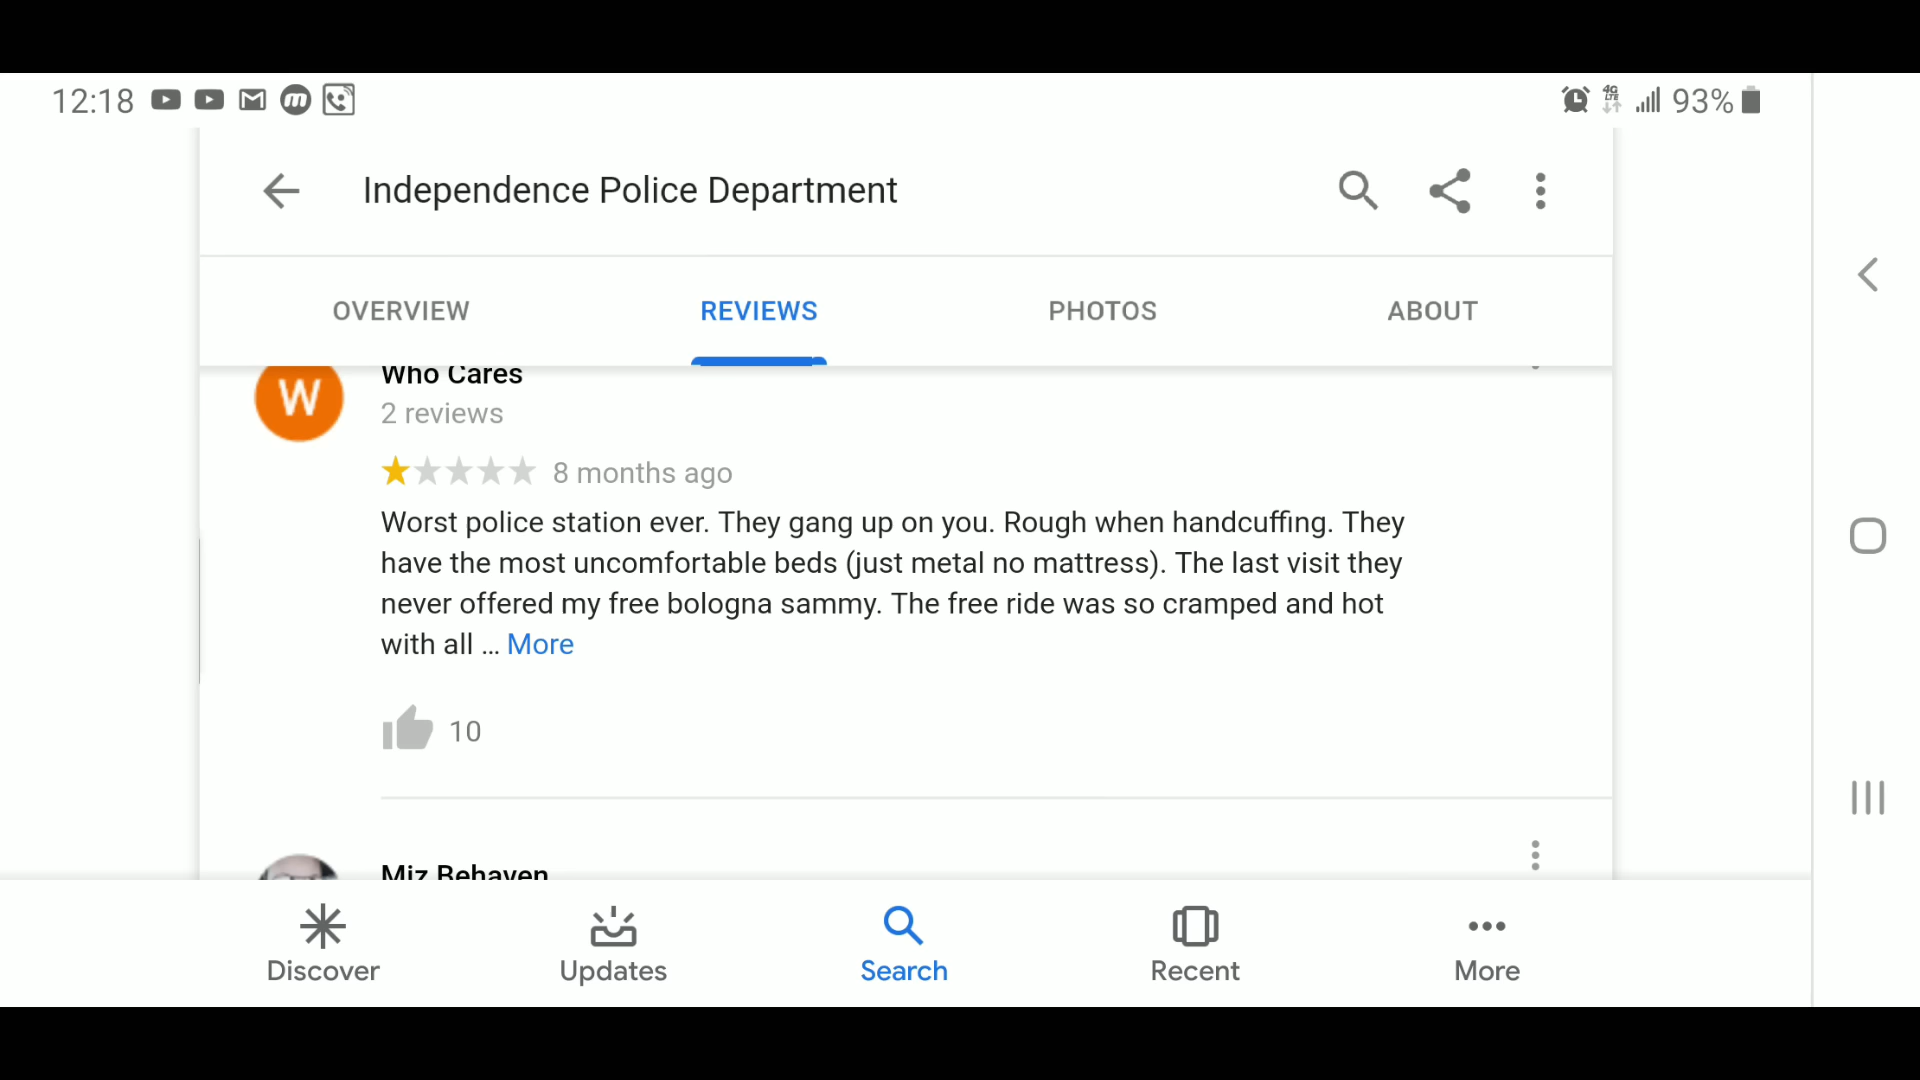 12:18 4G LTE 93%
Independence Police Department
OVERVIEW REVIEWS PHOTOS ABOUT
W Who Cares
2 reviews
8 months ago
Worst police station ever. They gang up on you. Rough when handcuffing. They
have the most uncomfortable beds (just metal no mattress). The last visit they
never offered my free bologna sammy. The free ride was so cramped and hot
with all ... More
10
Miz Behaven
Discover Updates Search Recent More